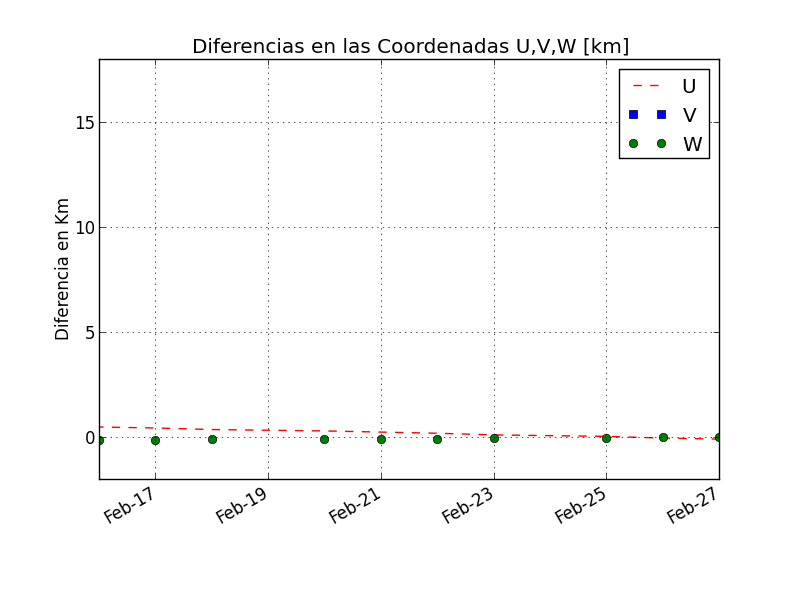 Diferencias en las Coordenadas U,V,W [km]
U
V
W
15
10
5
0
Diferencia en Km
Feb-17
Feb-19
Feb-21
Feb-23
Feb-25
Feb-27